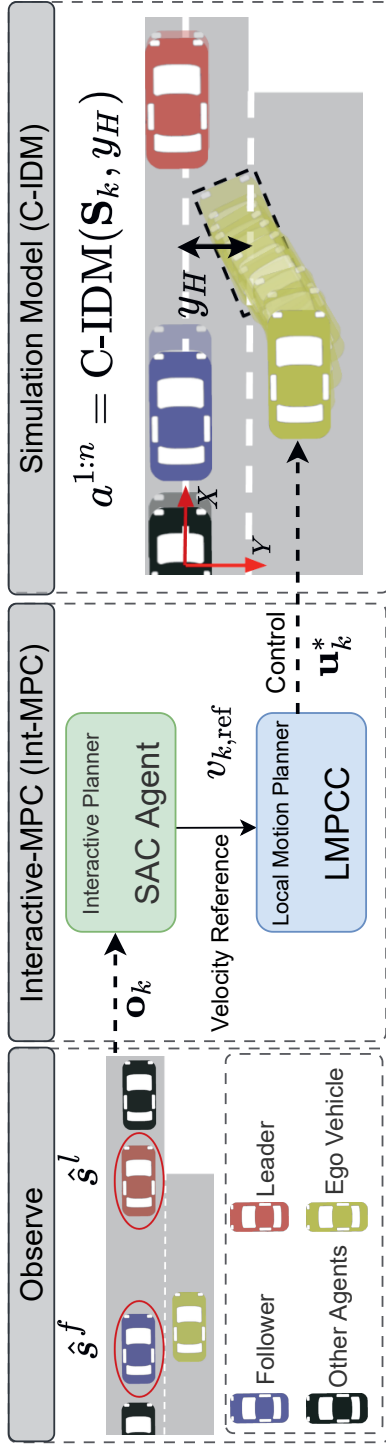 Observe
ŝ^f
ŝ^l
Follower
Leader
Other Agents
Ego Vehicle
Interactive-MPC (Int-MPC)
o_k
Interactive Planner
SAC Agent
Velocity Reference
v_{k,ref}
Local Motion Planner
LMPCC
Control
u_k^*
Simulation Model (C-IDM)
a^{1:n} = C-IDM(S_k, y_H)
y_H
X
Y